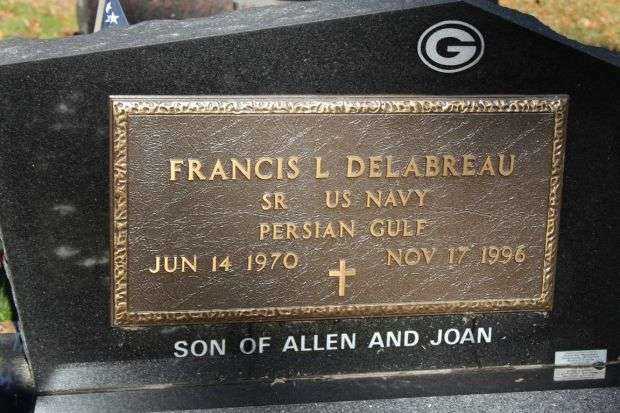 G
FRANCIS L DELABREAU
SR US NAVY
PERSIAN GULF
JUN 14 1970 NOV 17 1996
SON OF ALLEN AND JOAN